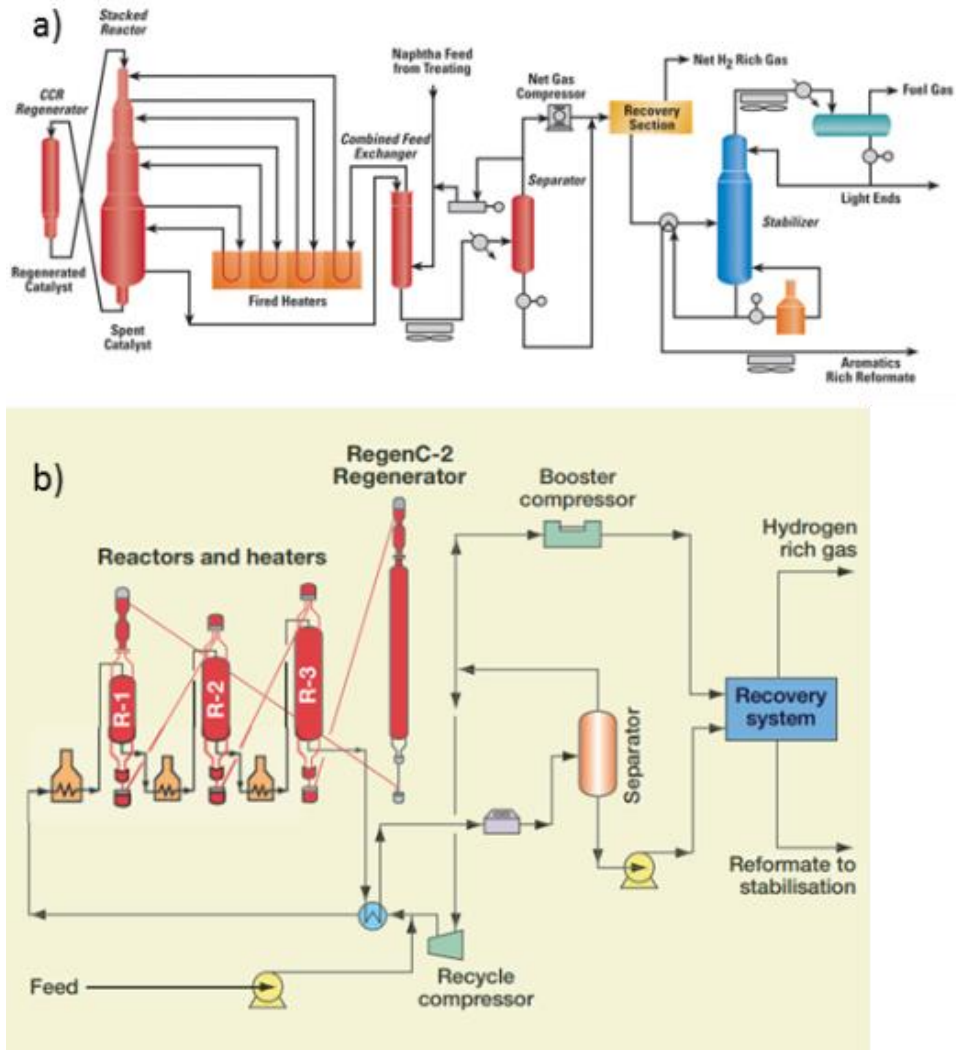 a)
Stacked
Reactor
CCR
Regenerator
Naphtha Feed
from Treating
Net Gas
Compressor
Net H2 Rich Gas
Fuel Gas
Recovery
Section
Combined Feed
Exchanger
Separator
Light Ends
Stabilizer
Regenerated
Catalyst
Fired Heaters
Spent
Catalyst
Aromatics
Rich Reformate
b)
RegenC-2
Regenerator
Booster
compressor
Hydrogen
rich gas
Reactors and heaters
R-1
R-2
R-3
Separator
Recovery
system
Reformate to
stabilisation
Feed
Recycle
compressor